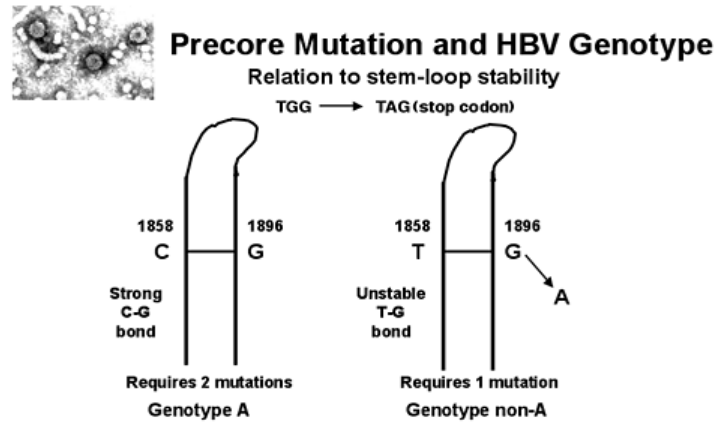 Precore Mutation and HBV Genotype
Relation to stem-loop stability
TGG → TAG (stop codon)
1858 1896
C G
Strong
C-G
bond
Requires 2 mutations
Genotype A
1858 1896
T G
A
Unstable
T-G
bond
Requires 1 mutation
Genotype non-A